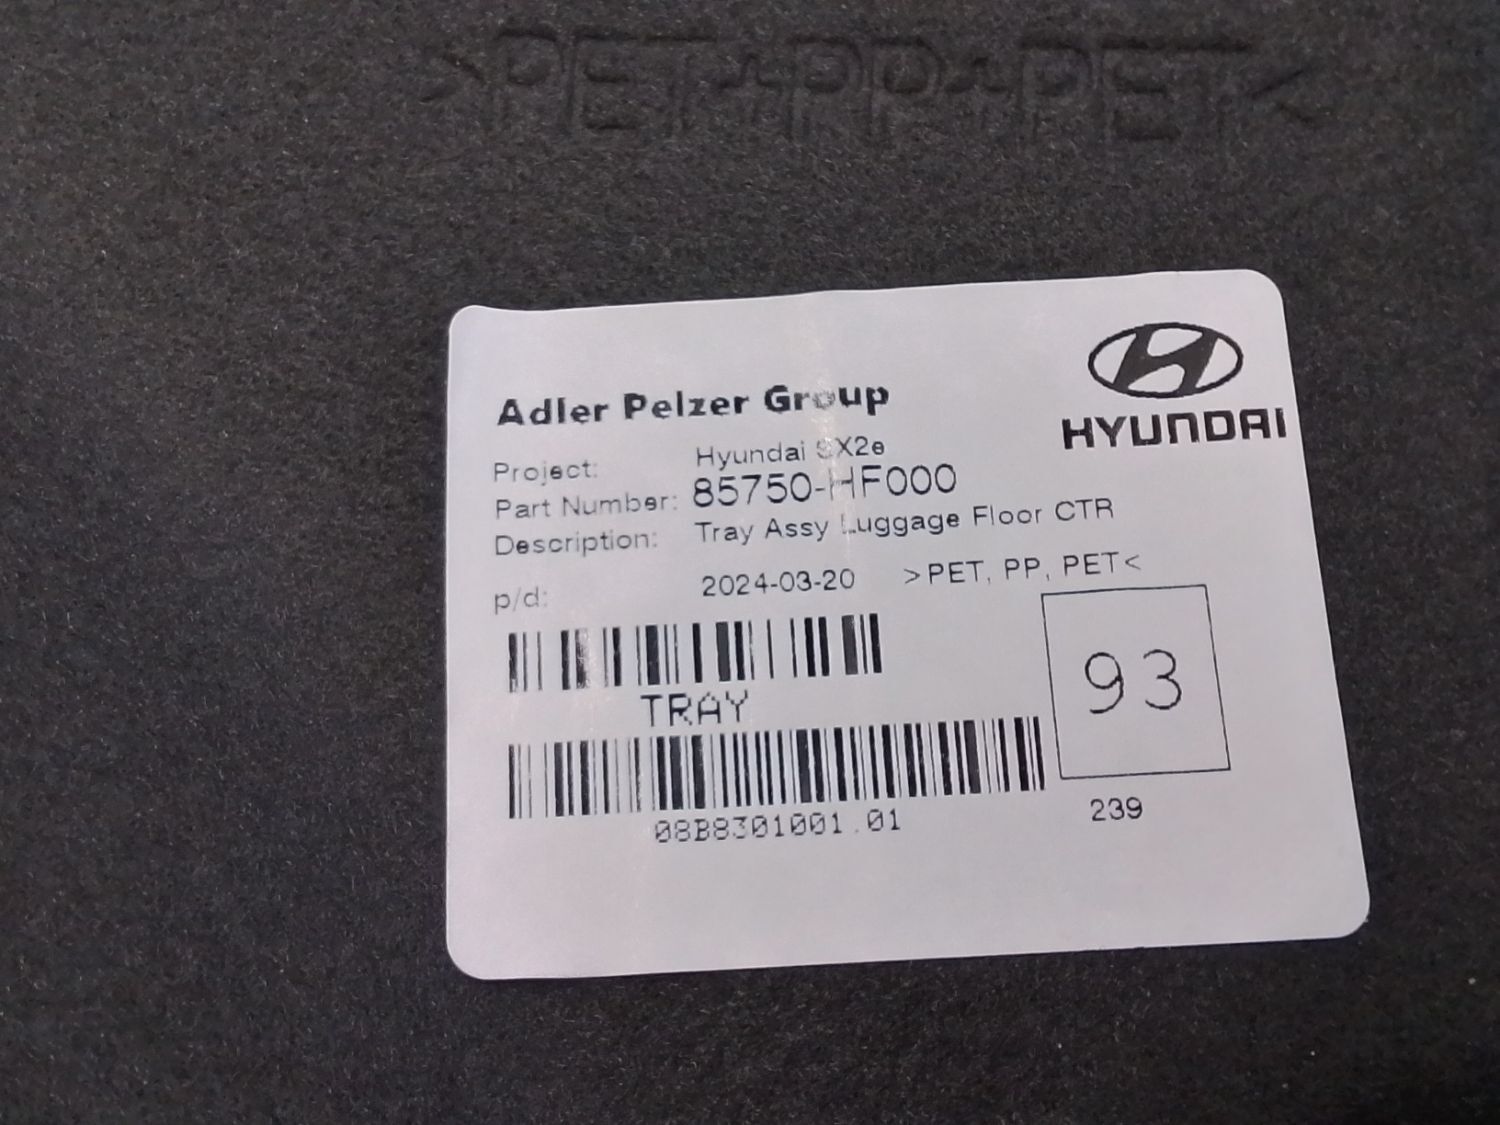 >PET+PP+PET<
HYUNDAI
Adler Pelzer Group
Project: Hyundai SX2e
Part Number: 85750-HF000
Description: Tray Assy Luggage Floor CTR
p/d: 2024-03-20 >PET, PP, PET<
93
TRAY
08B8301001.01
239